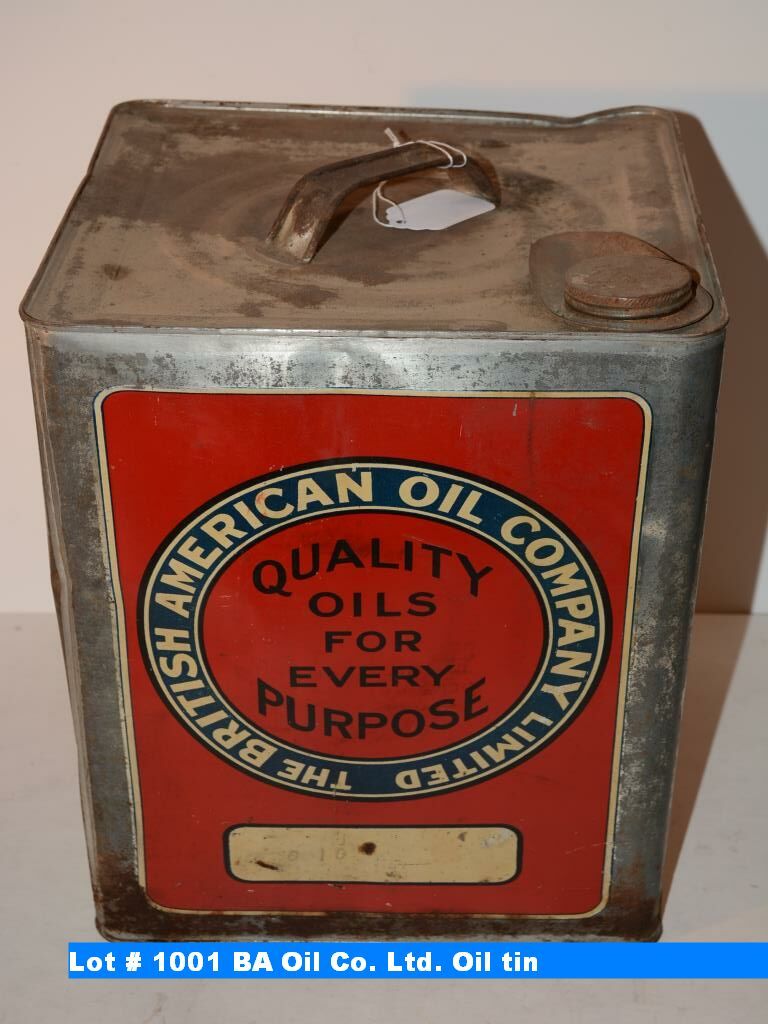 THE BRITISH AMERICAN OIL COMPANY LIMITED
QUALITY
OILS
FOR
EVERY
PURPOSE
Lot # 1001 BA Oil Co. Ltd. Oil tin